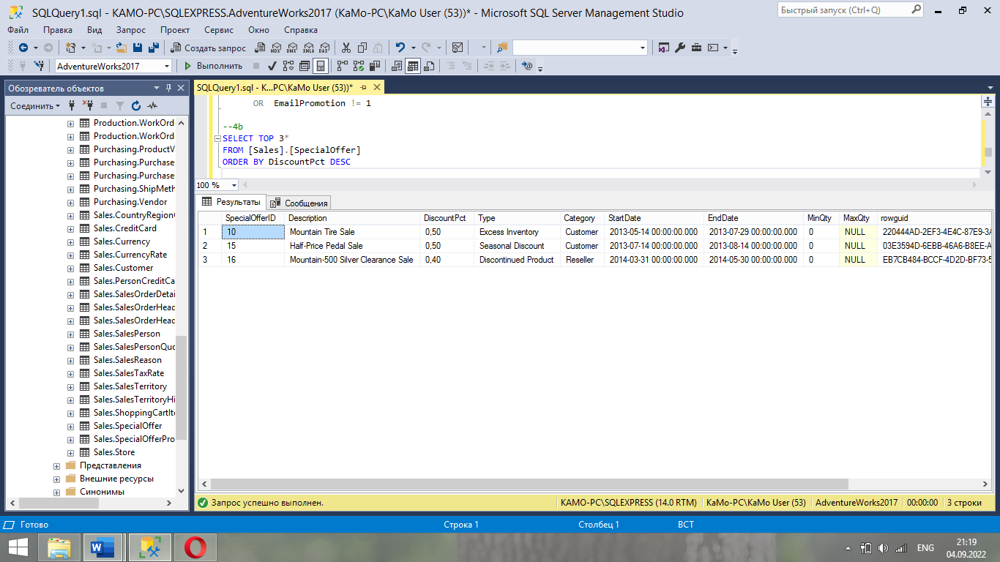 SQLQuery1.sql - KAMO-PC\SQLEXPRESS.AdventureWorks2017 (KaMo-PC\KaMo User (53))* - Microsoft SQL Server Management Studio
Быстрый запуск (Ctrl+Q)
Файл Правка Вид Запрос Проект Сервис Окно Справка
Создать запрос MDX DMX XMLA DAX
AdventureWorks2017 Выполнить
Обозреватель объектов
Соединить
Production.WorkOrd
Production.WorkOrde
Purchasing.ProductV
Purchasing.Purchase
Purchasing.Purchase
Purchasing.ShipMeth
Purchasing.Vendor
Sales.CountryRegion
Sales.CreditCard
Sales.Currency
Sales.CurrencyRate
Sales.Customer
Sales.PersonCreditCa
Sales.SalesOrderDetai
Sales.SalesOrderHead
Sales.SalesOrderHead
Sales.SalesPerson
Sales.SalesPersonQuo
Sales.SalesReason
Sales.SalesTaxRate
Sales.SalesTerritory
Sales.SalesTerritoryHi
Sales.ShoppingCartIte
Sales.SpecialOffer
Sales.SpecialOfferPro
Sales.Store
Представления
Внешние ресурсы
Синонимы
SQLQuery1.sql - K...PC\KaMo User (53))*
OR EmailPromotion != 1
--4b
SELECT TOP 3*
FROM [Sales].[SpecialOffer]
ORDER BY DiscountPct DESC
100 %
Результаты Сообщения
SpecialOfferID Description DiscountPct Type Category StartDate EndDate MinQty MaxQty rowguid
1 10 Mountain Tire Sale 0,50 Excess Inventory Customer 2013-05-14 00:00:00.000 2013-07-29 00:00:00.000 0 NULL 220444AD-2EF3-4E4C-87E9-3A
2 15 Half-Price Pedal Sale 0,50 Seasonal Discount Customer 2013-07-14 00:00:00.000 2013-08-14 00:00:00.000 0 NULL 03E3594D-6EBB-46A6-B8EE-A
3 16 Mountain-500 Silver Clearance Sale 0,40 Discontinued Product Reseller 2014-03-31 00:00:00.000 2014-05-30 00:00:00.000 0 NULL EB7CB484-BCCF-4D2D-BF73-5
Запрос успешно выполнен. KAMO-PC\SQLEXPRESS (14.0 RTM) KaMo-PC\KaMo User (53) AdventureWorks2017 00:00:00 3 строки
Готово Строка 1 Столбец 1 ВСТ
ENG
21:19
04.09.2022